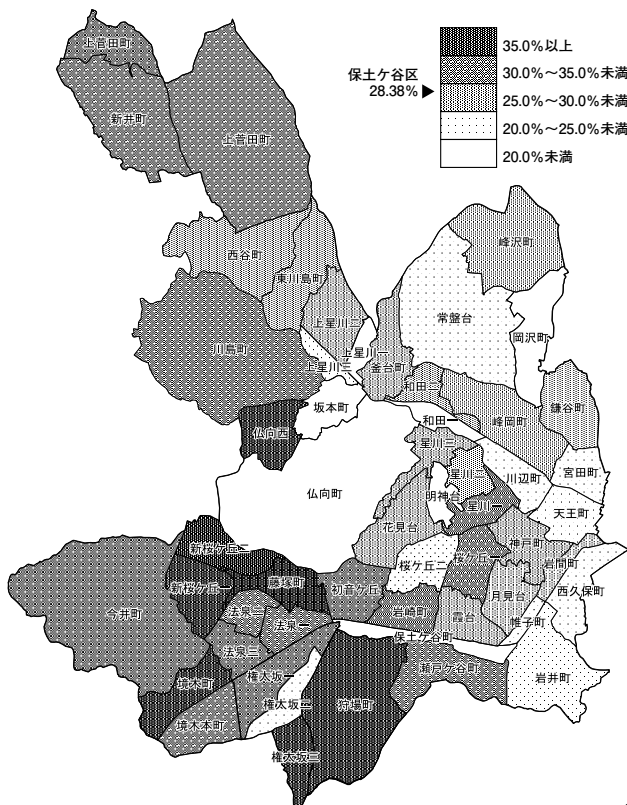 35.0%以上
30.0%～35.0%未満
25.0%～30.0%未満
20.0%～25.0%未満
20.0%未満
保土ケ谷区
28.38%
上菅田町
新井町
上菅田町
峰沢町
西谷町
東川島町
常盤台
上星川二
岡沢町
川島町
上星川一
上星川三
釜台町
和田二
坂本町
鎌谷町
和田一
峰岡町
仏向西
星川三
星川二
川辺町
宮田町
仏向町
明神台
星川一
天王町
花見台
神戸町
新桜ケ丘二
桜ケ丘二
桜ケ丘一
岩間町
新桜ケ丘一
藤塚町
初音ケ丘
月見台
西久保町
今井町
法泉二
法泉一
岩崎町
霞台
帷子町
法泉三
保土ケ谷町
権太坂一
瀬戸ケ谷町
岩井町
境木町
権太坂二
狩場町
境木本町
権太坂三